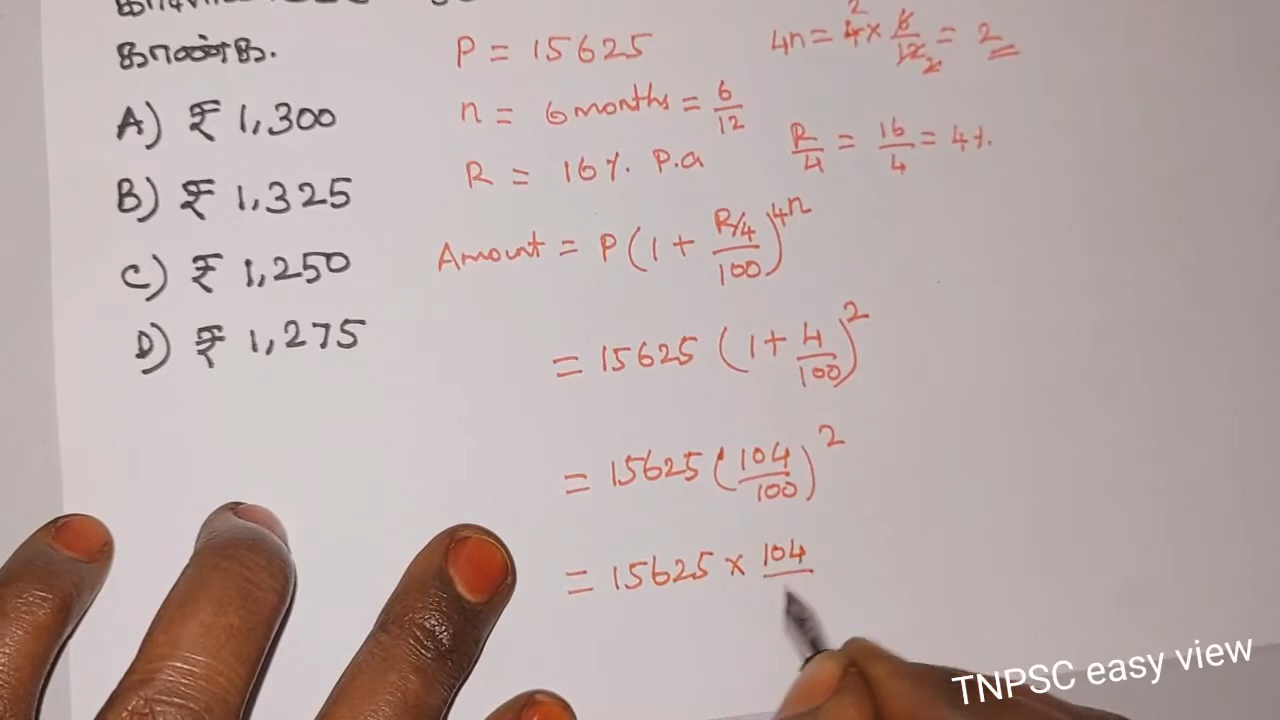 காண்க.
A) ₹ 1,300
B) ₹ 1,325
C) ₹ 1,250
D) ₹ 1,275
P = 15625
n = 6 months = 6/12
R = 16%. P.a
4n = 4 × 6/12 = 2
2
2
R/4 = 16/4 = 4%.
Amount = P(1 + R/4/100)^4n
= 15625 (1 + 4/100)^2
= 15625 (104/100)^2
= 15625 × 104
TNPSC easy view